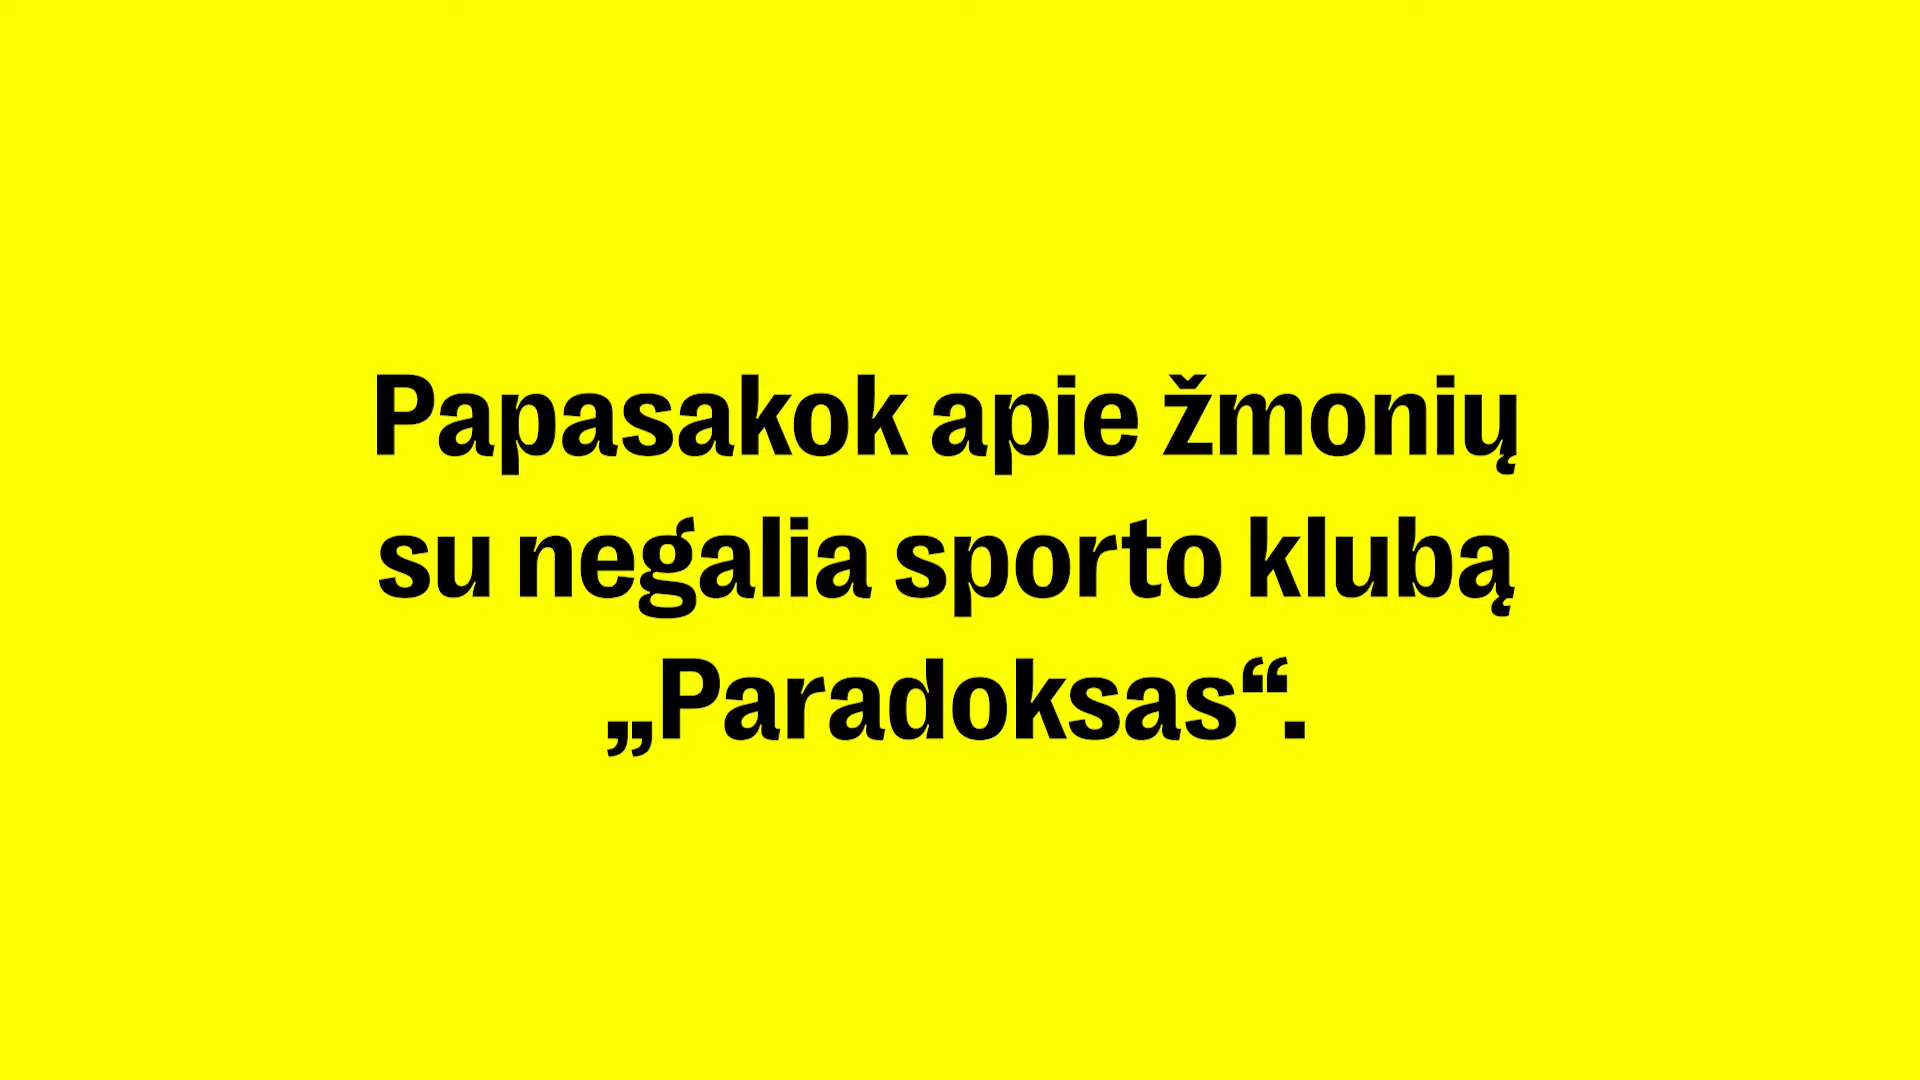 Papasakok apie žmonių
su negalia sporto klubą
„Paradoksas“.